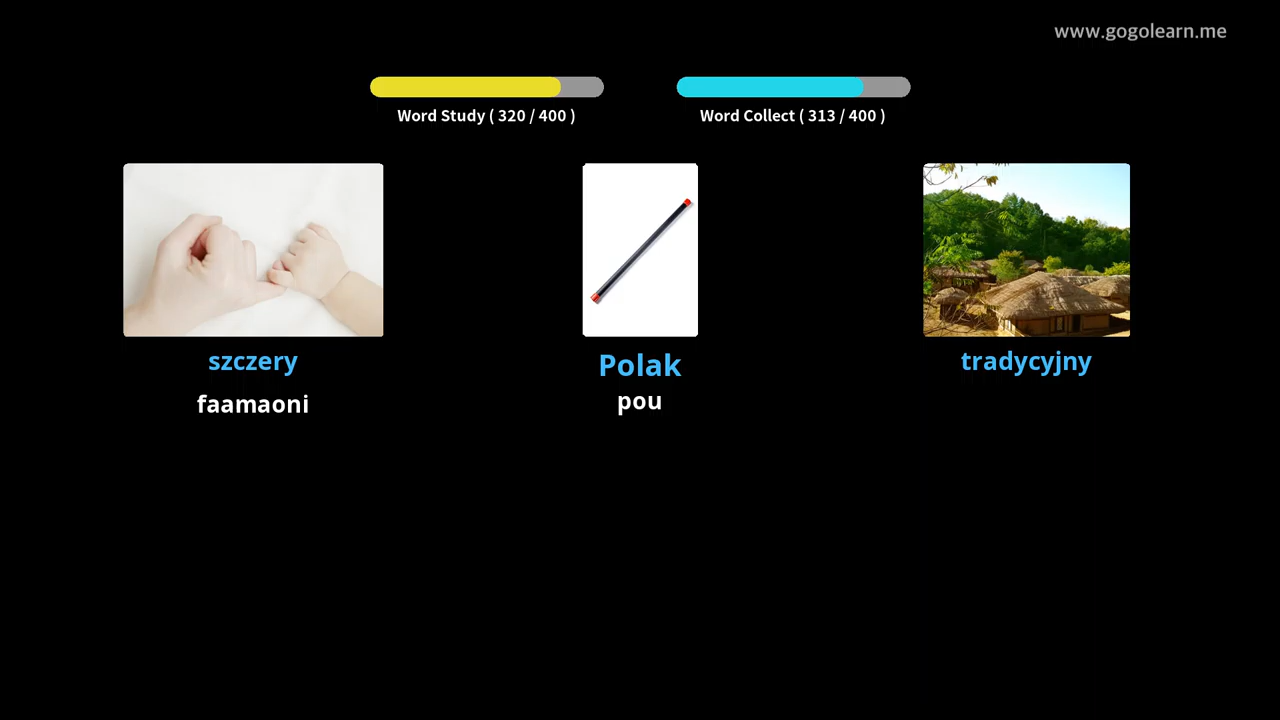 www.gogolearn.me
Word Study ( 320 / 400 )
Word Collect ( 313 / 400 )
szczery
Polak
tradycyjny
faamaoni
pou